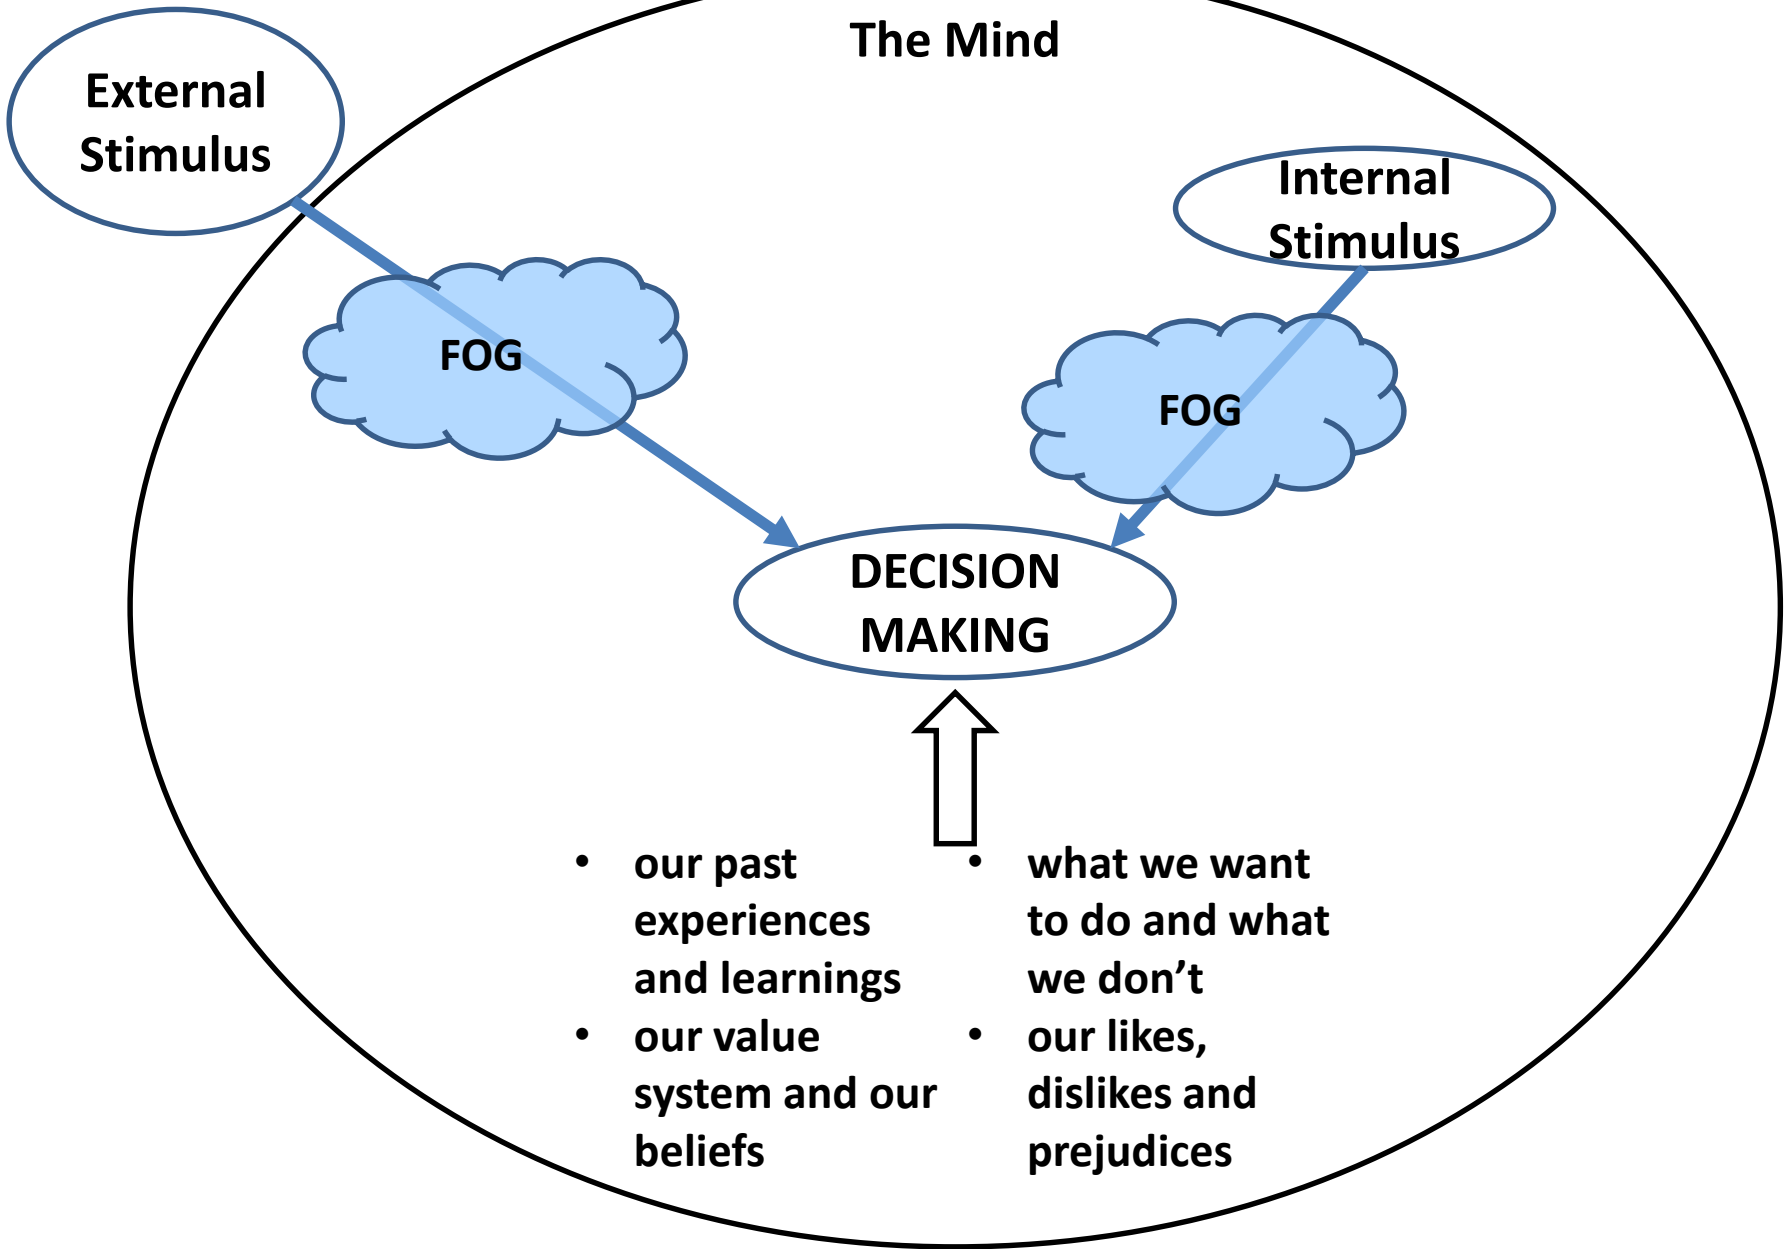 The Mind
External
Stimulus
Internal
Stimulus
FOG
FOG
DECISION
MAKING
• our past
experiences
and learnings
• our value
system and our
beliefs
• what we want
to do and what
we don’t
• our likes,
dislikes and
prejudices